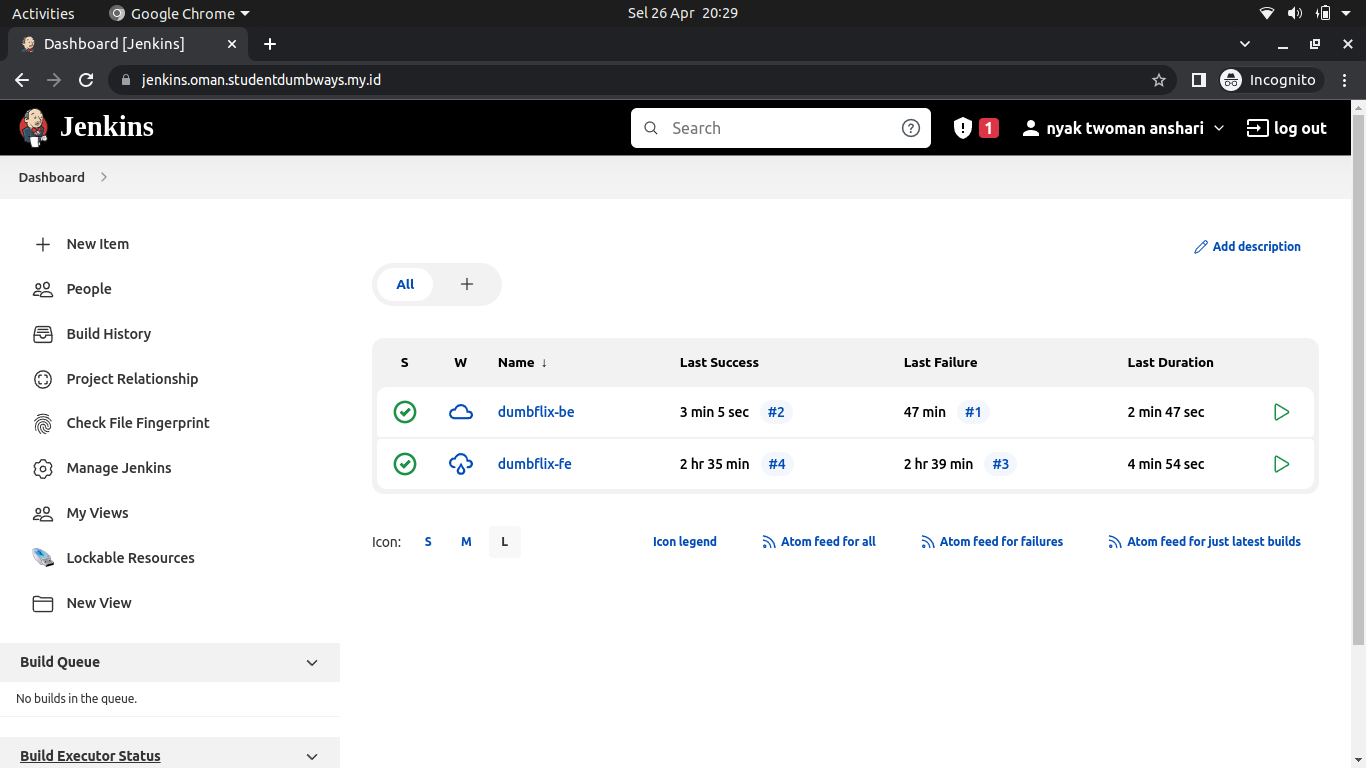 Activities Google Chrome Sel 26 Apr 20:29
Dashboard [Jenkins]
jenkins.oman.studentdumbways.my.id Incognito
Jenkins Search 1 nyak twoman anshari log out
Dashboard
New Item
People
Build History
Project Relationship
Check File Fingerprint
Manage Jenkins
My Views
Lockable Resources
New View
Build Queue
No builds in the queue.
Build Executor Status
Add description
All +
S W Name ↓ Last Success Last Failure Last Duration
dumbflix-be 3 min 5 sec #2 47 min #1 2 min 47 sec
dumbflix-fe 2 hr 35 min #4 2 hr 39 min #3 4 min 54 sec
Icon: S M L Icon legend Atom feed for all Atom feed for failures Atom feed for just latest builds